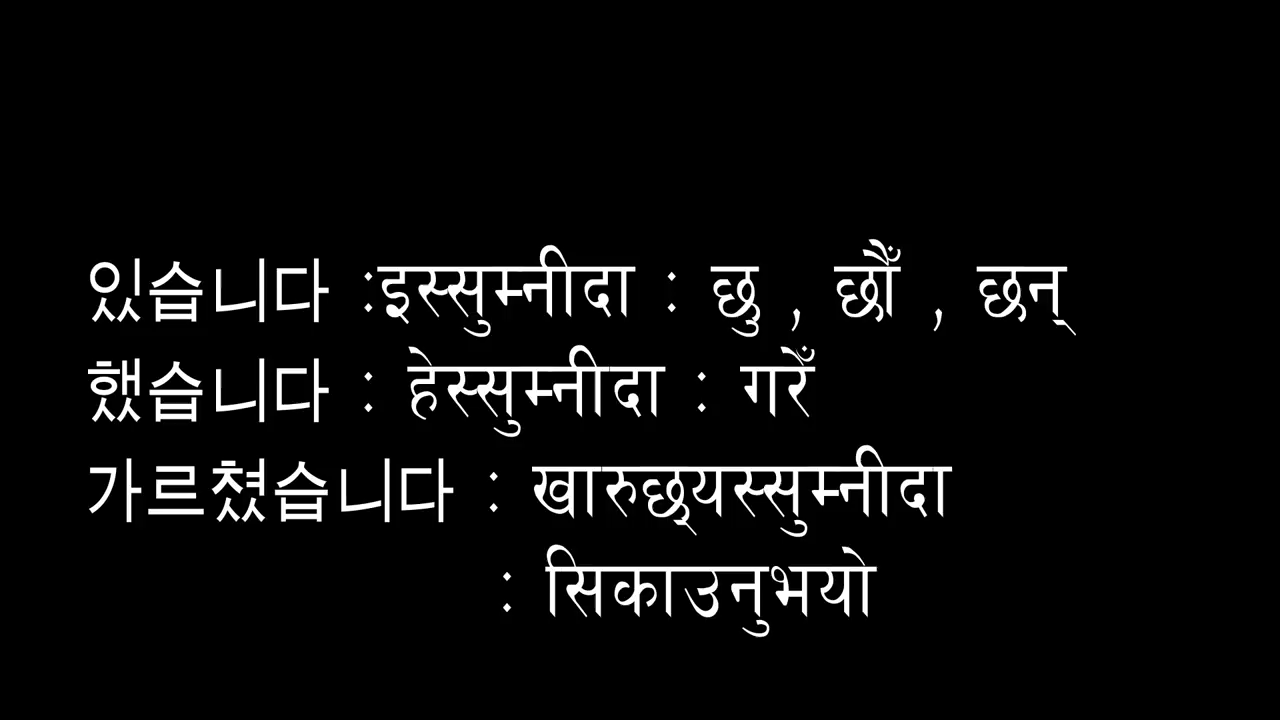 있습니다 :इस्सुम्नीदा : छु , छौँ , छन्
했습니다 : हेस्सुम्नीदा : गरेँ
가르쳤습니다 : खारुछ्यस्सुम्नीदा
: सिकाउनुभयो